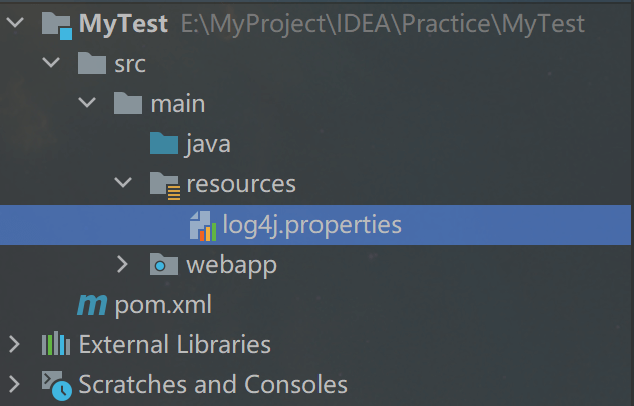 MyTest E:\MyProject\IDEA\Practice\MyTest
src
main
java
resources
log4j.properties
webapp
pom.xml
External Libraries
Scratches and Consoles